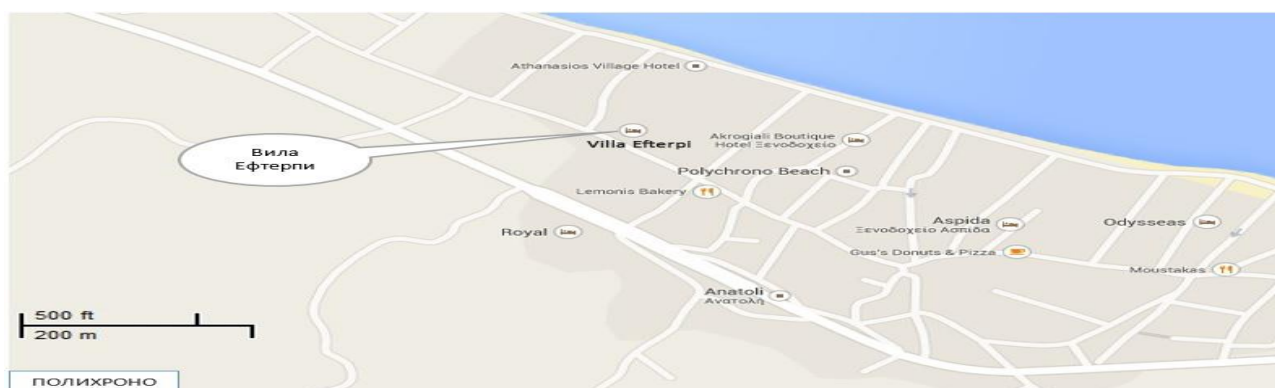 Athanasios Village Hotel
Вила
Ефтерпи
Villa Efterpi
Akrogiali Boutique
Hotel Ξενοδοχείο
Polychrono Beach
Lemonis Bakery
Royal
Aspida
Ξενοδοχείο Ασπίδα
Odysseas
Gus's Donuts & Pizza
Moustakas
Anatoli
Ανατολή
500 ft
200 m
ПОЛИХРОНО